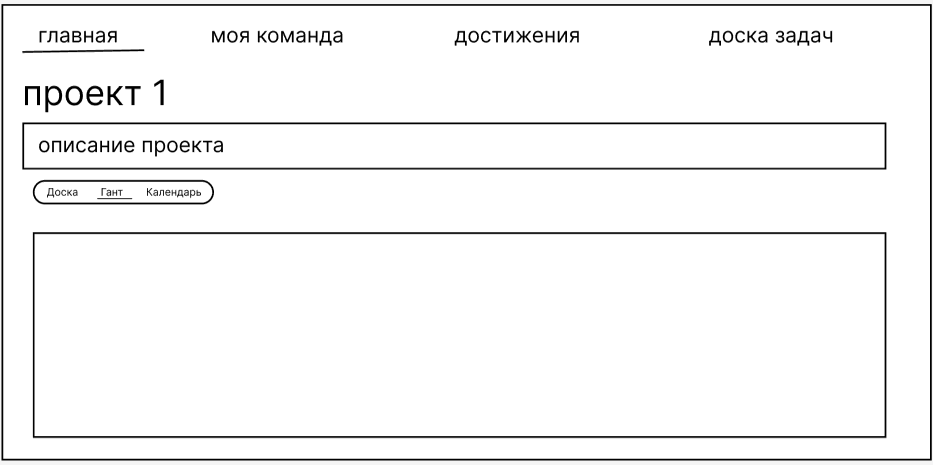 главная моя команда достижения доска задач
проект 1
описание проекта
Доска Гант Календарь